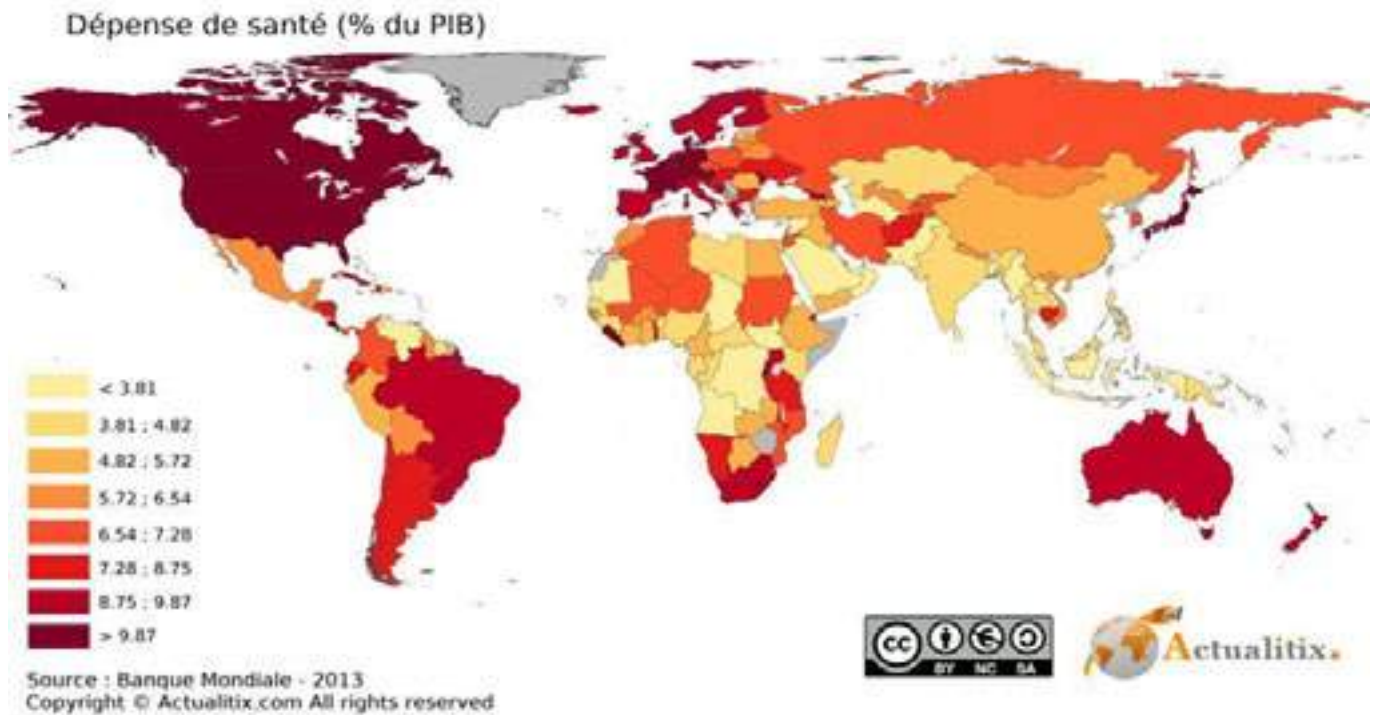 Dépense de santé (% du PIB)
< 3.81
3.81 ; 4.82
4.82 ; 5.72
5.72 ; 6.54
6.54 ; 7.28
7.28 ; 8.75
8.75 ; 9.87
> 9.87
cc
BY NC SA
Actualitix.
Source : Banque Mondiale - 2013
Copyright © Actualitix.com All rights reserved